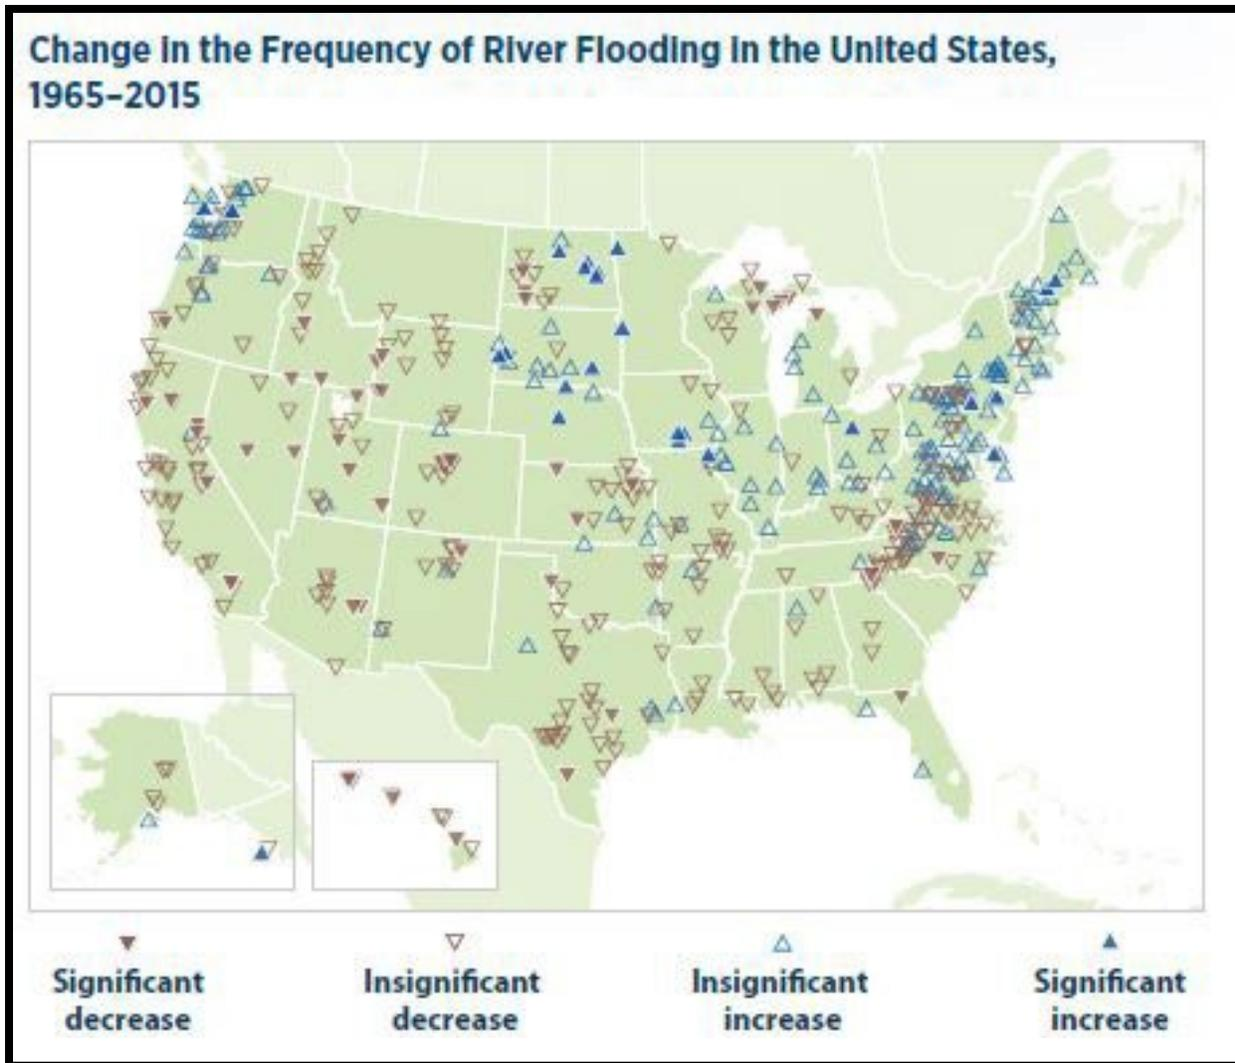 Change in the Frequency of River Flooding in the United States,
1965–2015
Significant
decrease
Insignificant
decrease
Insignificant
increase
Significant
increase